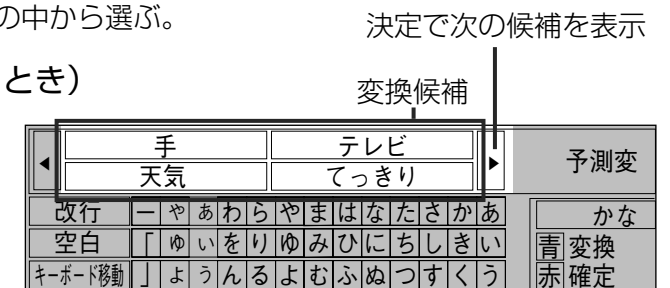 の中から選ぶ。
決定で次の候補を表示
とき）
変換候補
◀ 手 テレビ ▶ 予測変
天気 てっきり
改行 ー ゃ ぁ わ ら や ま は な た さ か あ かな
空白 「 ゅ ぃ を り ゆ み ひ に ち し き い 青 変換
キーボード移動 」 ょ ぅ ん る よ む ふ ぬ つ す く う 赤 確定